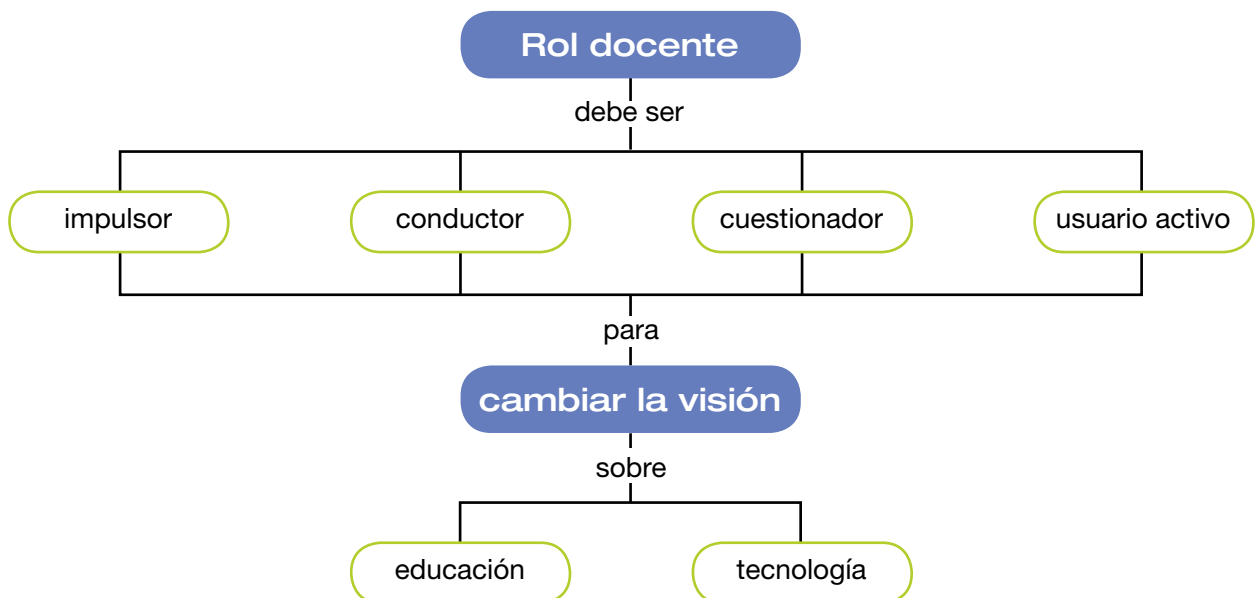 Rol docente
debe ser
impulsor
conductor
cuestionador
usuario activo
para
cambiar la visión
sobre
educación
tecnología